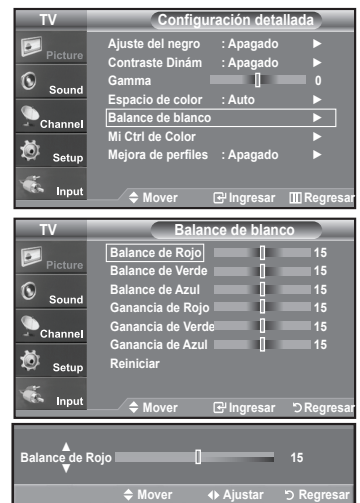 TV Configuración detallada
Picture
Sound
Channel
Setup
Input
Ajuste del negro : Apagado
Contraste Dinám : Apagado
Gamma 0
Espacio de color : Auto
Balance de blanco
Mi Ctrl de Color
Mejora de perfiles : Apagado
Mover Ingresar Regresar
TV Balance de blanco
Picture
Sound
Channel
Setup
Input
Balance de Rojo 15
Balance de Verde 15
Balance de Azul 15
Ganancia de Rojo 15
Ganancia de Verde 15
Ganancia de Azul 15
Reiniciar
Mover Ingresar Regresar
Balance de Rojo 15
Mover Ajustar Regresar